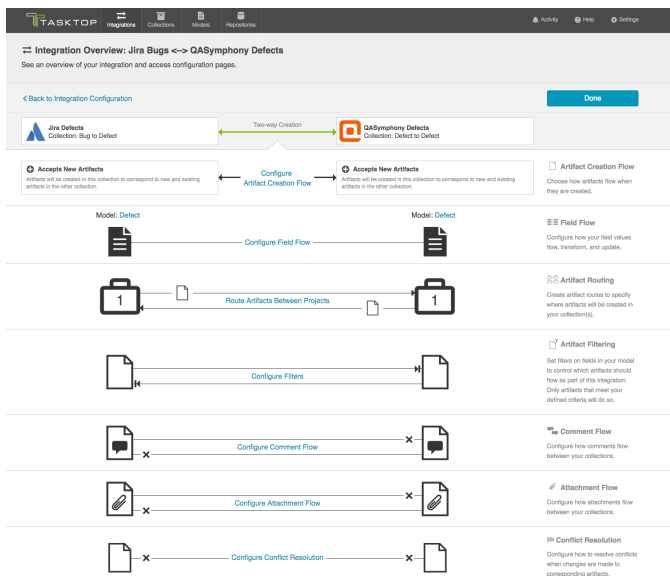 TASKTOP
Integrations
Collections
Models
Repositories
Activity
Help
Settings
Integration Overview: Jira Bugs <--> QASymphony Defects
See an overview of your integration and access configuration pages.
Back to Integration Configuration
Done
Jira Defects
Collection: Bug to Defect
Two-way Creation
QASymphony Defects
Collection: Defect to Defect
Accepts New Artifacts
Artifacts will be created in this collection to correspond to new and existing
artifacts in the other collection.
Configure
Artifact Creation Flow
Accepts New Artifacts
Artifacts will be created in this collection to correspond to new and existing
artifacts in the other collection.
Artifact Creation Flow
Choose how artifacts flow when
they are created.
Model: Defect
Configure Field Flow
Model: Defect
Field Flow
Configure how your field values
flow, transform, and update.
1
Route Artifacts Between Projects
1
Artifact Routing
Create artifact routes to specify
where artifacts will be created in
your collection(s).
Configure Filters
Artifact Filtering
Set filters on fields in your model
to control which artifacts should
flow as part of this integration.
Only artifacts that meet your
defined criteria will do so.
Configure Comment Flow
Comment Flow
Configure how comments flow
between your collections.
Configure Attachment Flow
Attachment Flow
Configure how attachments flow
between your collections.
Configure Conflict Resolution
Conflict Resolution
Configure how to resolve conflicts
when changes are made to
corresponding artifacts.